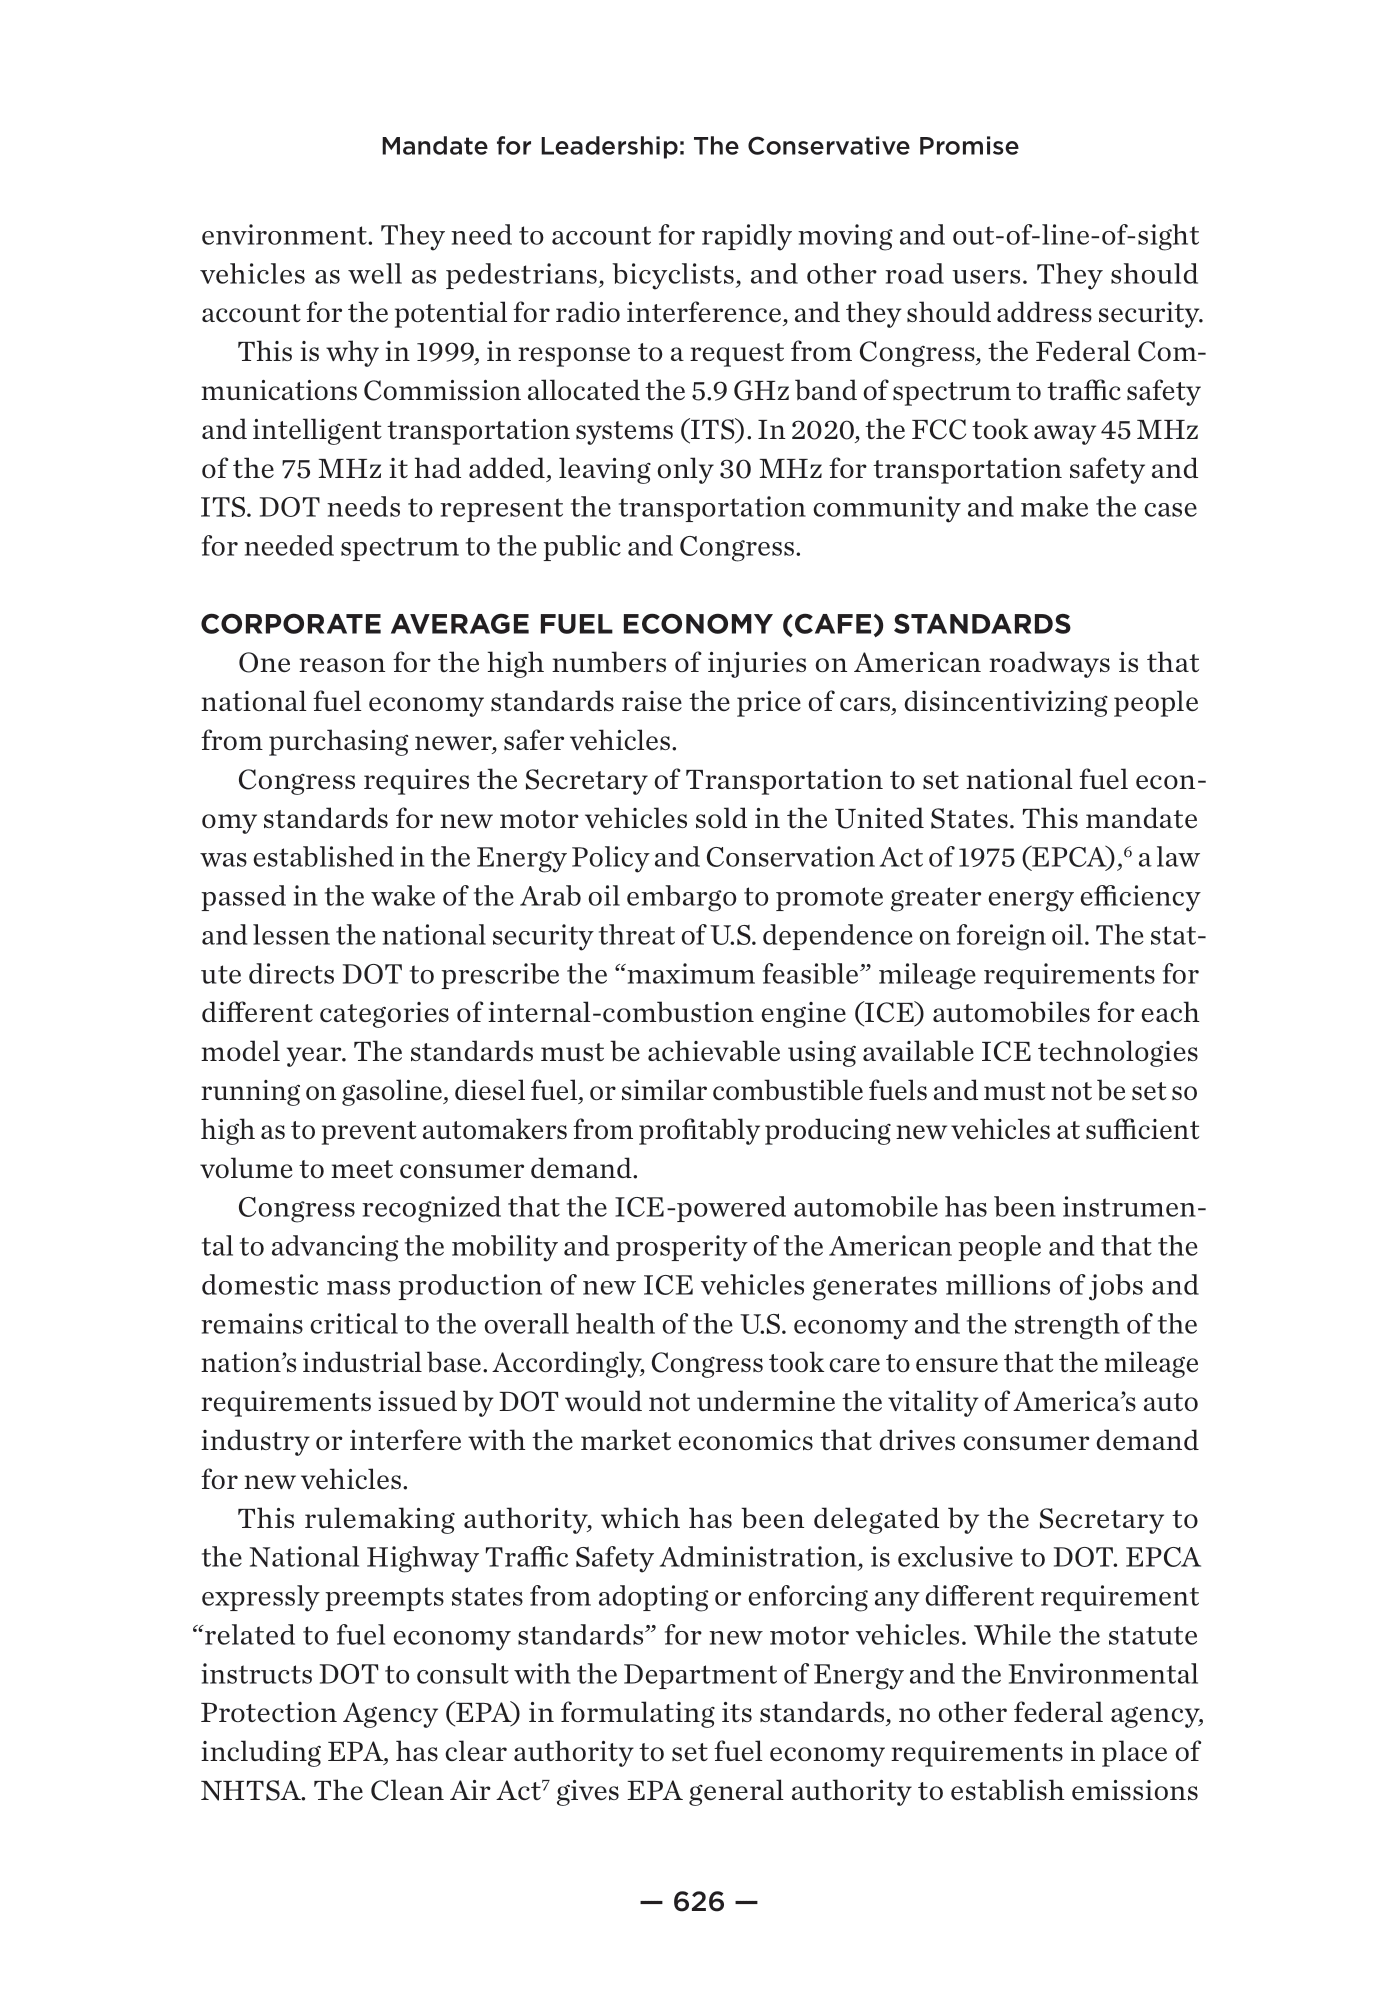 Mandate for Leadership: The Conservative Promise
environment. They need to account for rapidly moving and out-of-line-of-sight
vehicles as well as pedestrians, bicyclists, and other road users. They should
account for the potential for radio interference, and they should address security.
This is why in 1999, in response to a request from Congress, the Federal Com-
munications Commission allocated the 5.9 GHz band of spectrum to traffic safety
and intelligent transportation systems (ITS). In 2020, the FCC took away 45 MHz
of the 75 MHz it had added, leaving only 30 MHz for transportation safety and
ITS. DOT needs to represent the transportation community and make the case
for needed spectrum to the public and Congress.
CORPORATE AVERAGE FUEL ECONOMY (CAFE) STANDARDS
One reason for the high numbers of injuries on American roadways is that
national fuel economy standards raise the price of cars, disincentivizing people
from purchasing newer, safer vehicles.
Congress requires the Secretary of Transportation to set national fuel econ-
omy standards for new motor vehicles sold in the United States. This mandate
was established in the Energy Policy and Conservation Act of 1975 (EPCA),⁶ a law
passed in the wake of the Arab oil embargo to promote greater energy efficiency
and lessen the national security threat of U.S. dependence on foreign oil. The stat-
ute directs DOT to prescribe the “maximum feasible” mileage requirements for
different categories of internal-combustion engine (ICE) automobiles for each
model year. The standards must be achievable using available ICE technologies
running on gasoline, diesel fuel, or similar combustible fuels and must not be set so
high as to prevent automakers from profitably producing new vehicles at sufficient
volume to meet consumer demand.
Congress recognized that the ICE-powered automobile has been instrumen-
tal to advancing the mobility and prosperity of the American people and that the
domestic mass production of new ICE vehicles generates millions of jobs and
remains critical to the overall health of the U.S. economy and the strength of the
nation’s industrial base. Accordingly, Congress took care to ensure that the mileage
requirements issued by DOT would not undermine the vitality of America’s auto
industry or interfere with the market economics that drives consumer demand
for new vehicles.
This rulemaking authority, which has been delegated by the Secretary to
the National Highway Traffic Safety Administration, is exclusive to DOT. EPCA
expressly preempts states from adopting or enforcing any different requirement
“related to fuel economy standards” for new motor vehicles. While the statute
instructs DOT to consult with the Department of Energy and the Environmental
Protection Agency (EPA) in formulating its standards, no other federal agency,
including EPA, has clear authority to set fuel economy requirements in place of
NHTSA. The Clean Air Act⁷ gives EPA general authority to establish emissions
— 626 —